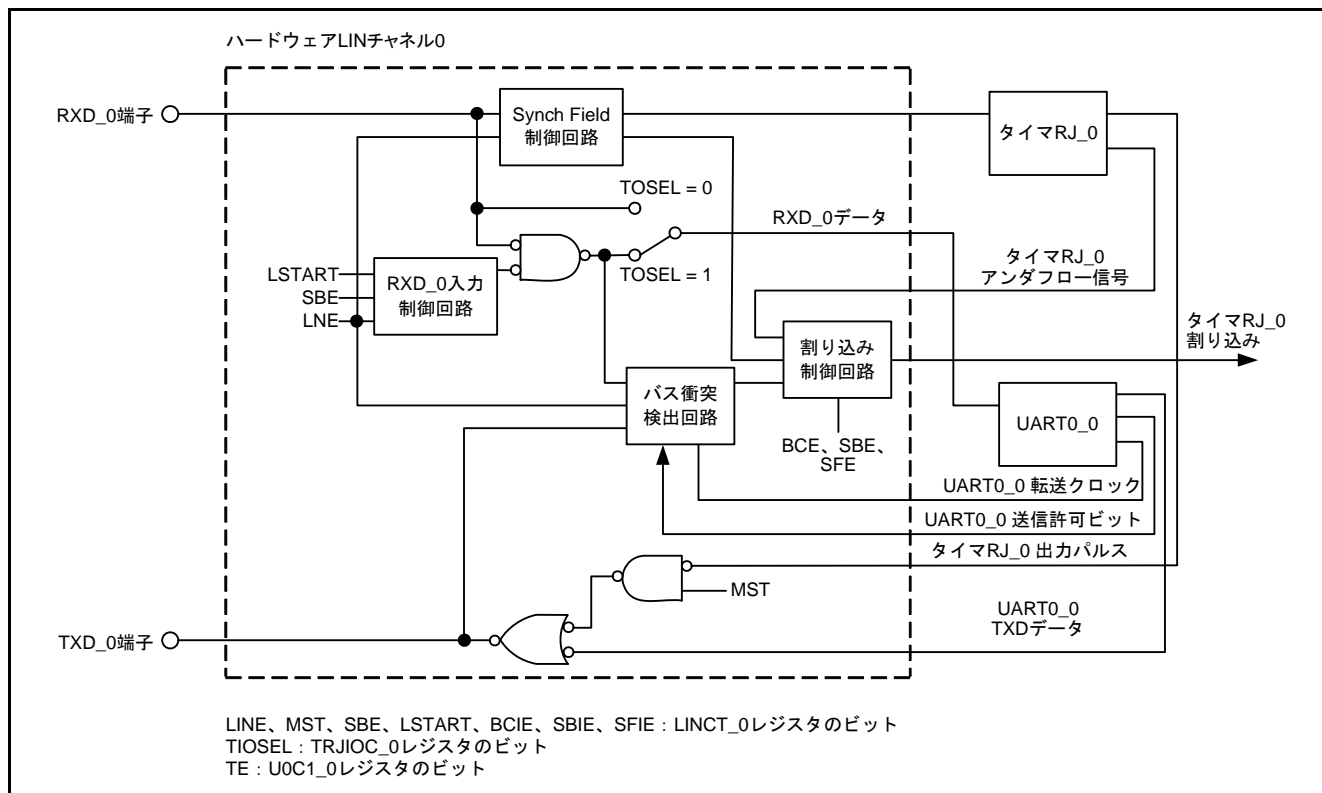 ハードウェアLINチャネル0
RXD_0端子
Synch Field
制御回路
タイマRJ_0
TOSEL = 0
RXD_0データ
LSTART
SBE
LNE
RXD_0入力
制御回路
TOSEL = 1
タイマRJ_0
アンダフロー信号
割り込み
制御回路
タイマRJ_0
割り込み
バス衝突
検出回路
BCE、SBE、
SFE
UART0_0
UART0_0 転送クロック
UART0_0 送信許可ビット
タイマRJ_0 出力パルス
MST
UART0_0
TXDデータ
TXD_0端子
LINE、MST、SBE、LSTART、BCIE、SBIE、SFIE : LINCT_0レジスタのビット
TIOSEL : TRJIOC_0レジスタのビット
TE : U0C1_0レジスタのビット